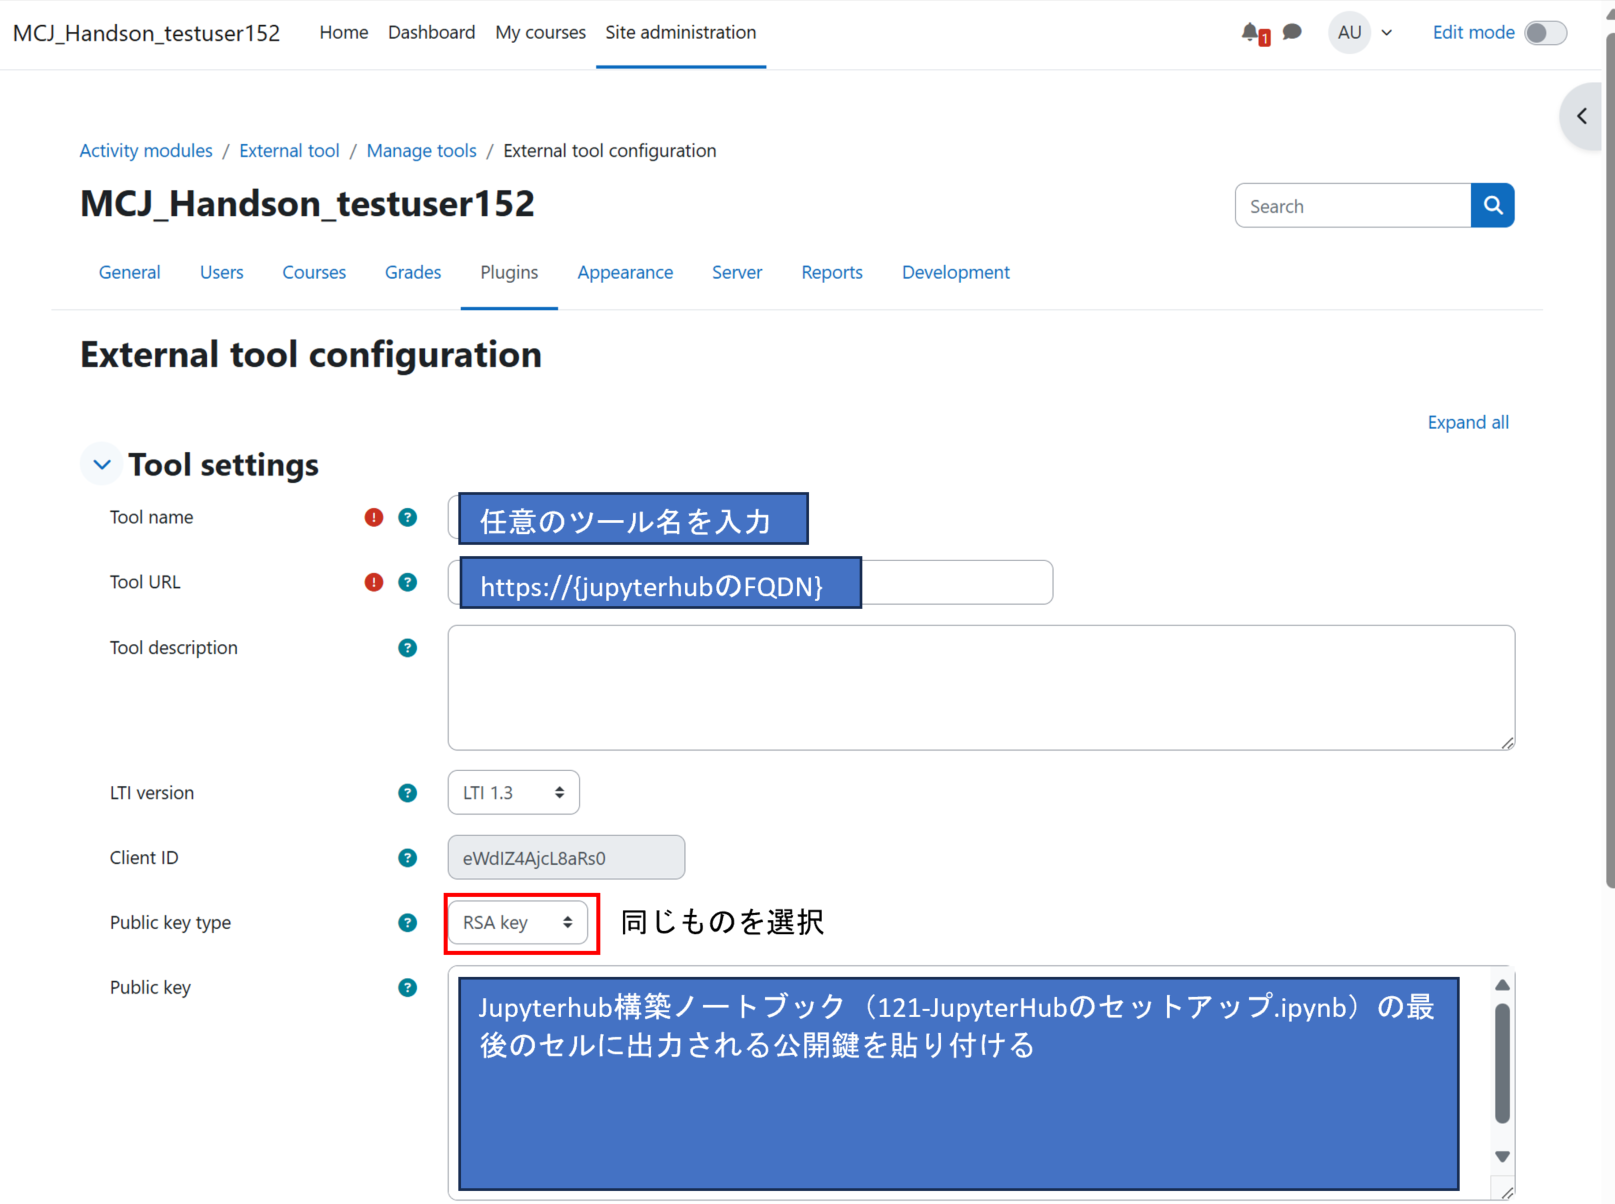 MCJ_Handson_testuser152 Home Dashboard My courses Site administration 1 AU Edit mode
Activity modules / External tool / Manage tools / External tool configuration
MCJ_Handson_testuser152
Search
General Users Courses Grades Plugins Appearance Server Reports Development
External tool configuration
Expand all
Tool settings
Tool name ! ? 任意のツール名を入力
Tool URL ! ? https://{jupyterhubのFQDN}
Tool description ?
LTI version ? LTI 1.3
Client ID ? eWdIZ4AjcL8aRs0
Public key type ? RSA key 同じものを選択
Public key ?
Jupyterhub構築ノートブック（121-JupyterHubのセットアップ.ipynb）の最
後のセルに出力される公開鍵を貼り付ける